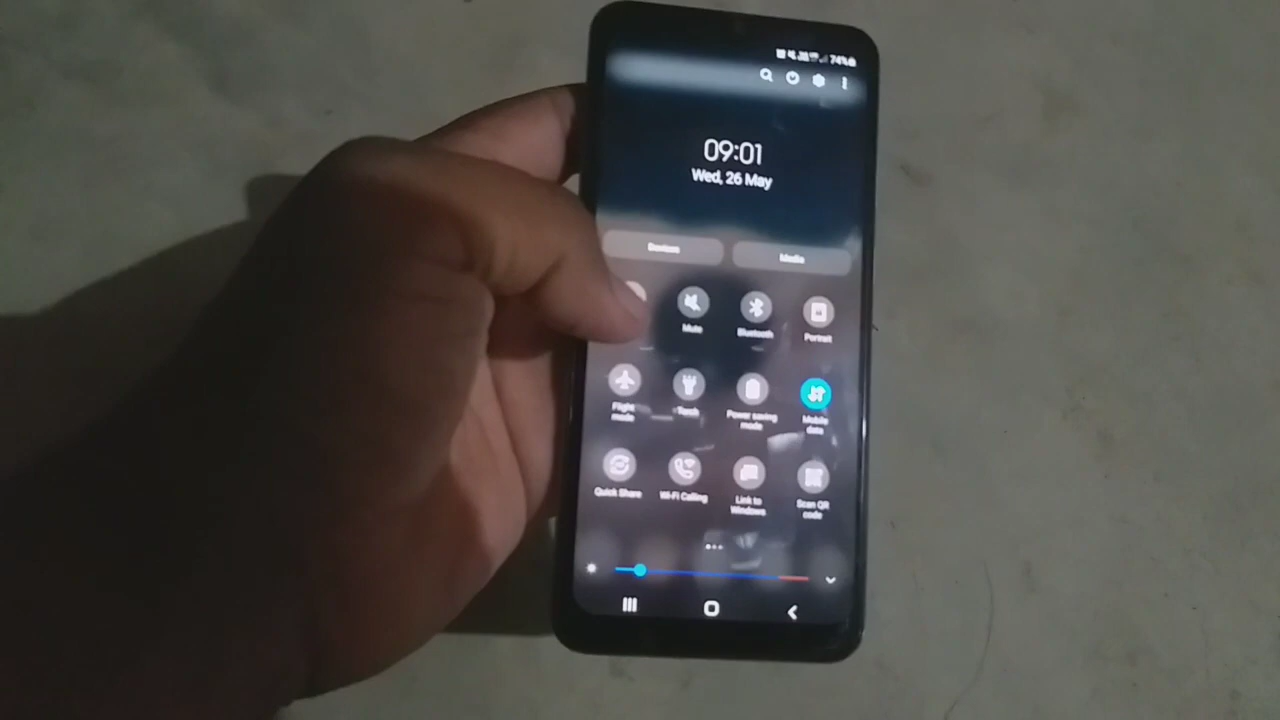 74%
09:01
Wed, 26 May
Devices
Media
Mute
Bluetooth
Portrait
Flight
mode
Torch
Power saving
mode
Mobile
data
Quick Share
Wi-Fi Calling
Link to
Windows
Scan QR
code